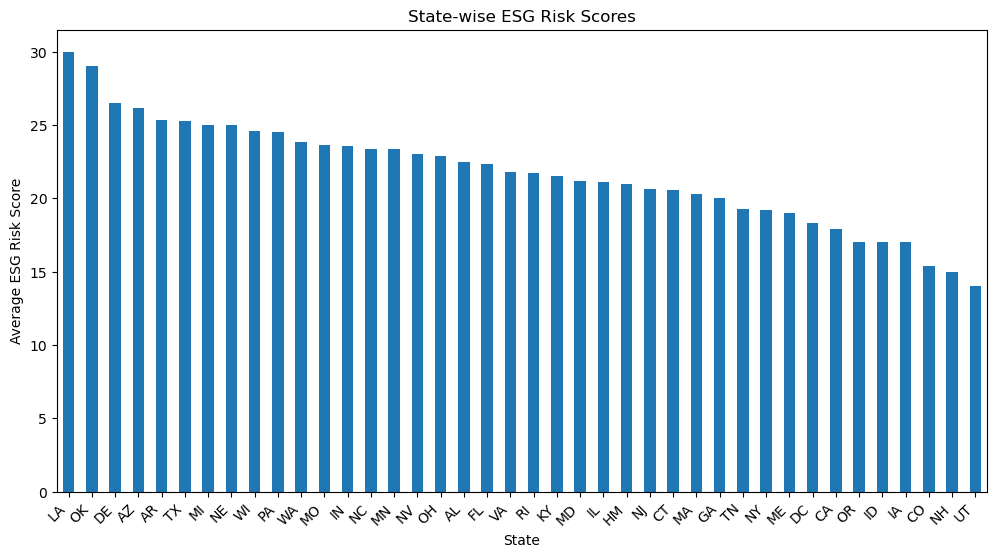 State-wise ESG Risk Scores
Average ESG Risk Score
30
25
20
15
10
5
0
LA OK DE AZ AR TX MI NE WI PA WA MO IN NC MN NV OH AL FL VA RI KY MD IL HM NJ CT MA GA TN NY ME DC CA OR ID IA CO NH UT
State